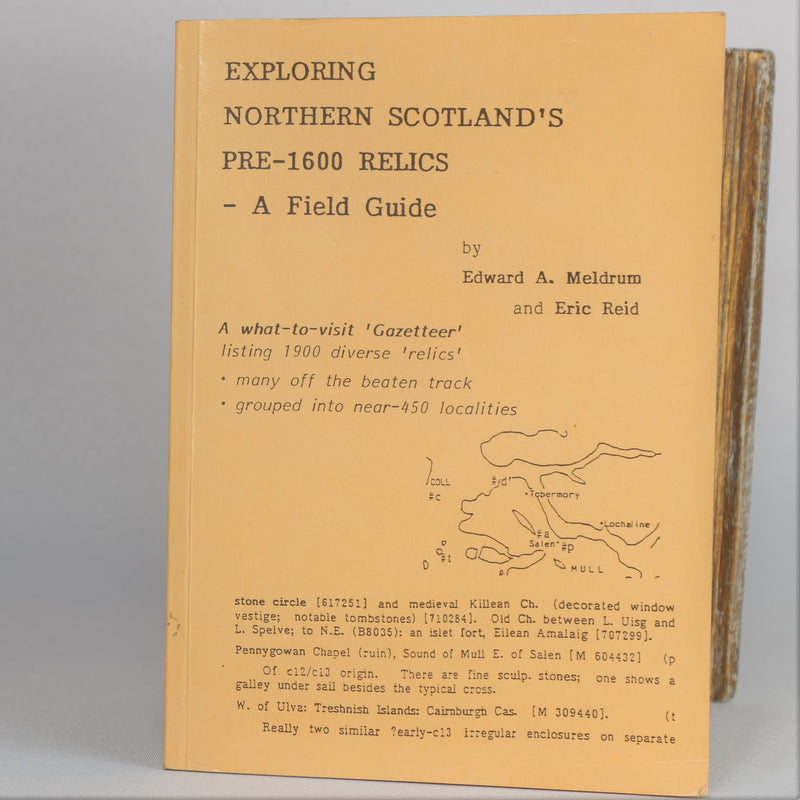 EXPLORING
NORTHERN SCOTLAND'S
PRE-1600 RELICS
- A Field Guide
by
Edward A. Meldrum
and Eric Reid
A what-to-visit 'Gazetteer'
listing 1900 diverse 'relics'
• many off the beaten track
• grouped into near-450 localities
COLL
#c
#rd'
Tobermory
Lochaline
#a
Salen
#p
#t
MULL
stone circle [617251] and medieval Killean Ch. (decorated window
vestige; notable tombstones) [710284]. Old Ch. between L. Uisg and
L. Spelve; to N.E. (B8035): an islet fort, Eilean Amalaig [707299].
Pennygowan Chapel (ruin), Sound of Mull E. of Salen [M 604432] (p
Of c12/c13 origin. There are fine sculp. stones; one shows a
galley under sail besides the typical cross.
W. of Ulva: Treshnish Islands: Cairnburgh Cas. [M 309440]. (t
Really two similar ?early-c13 irregular enclosures on separate